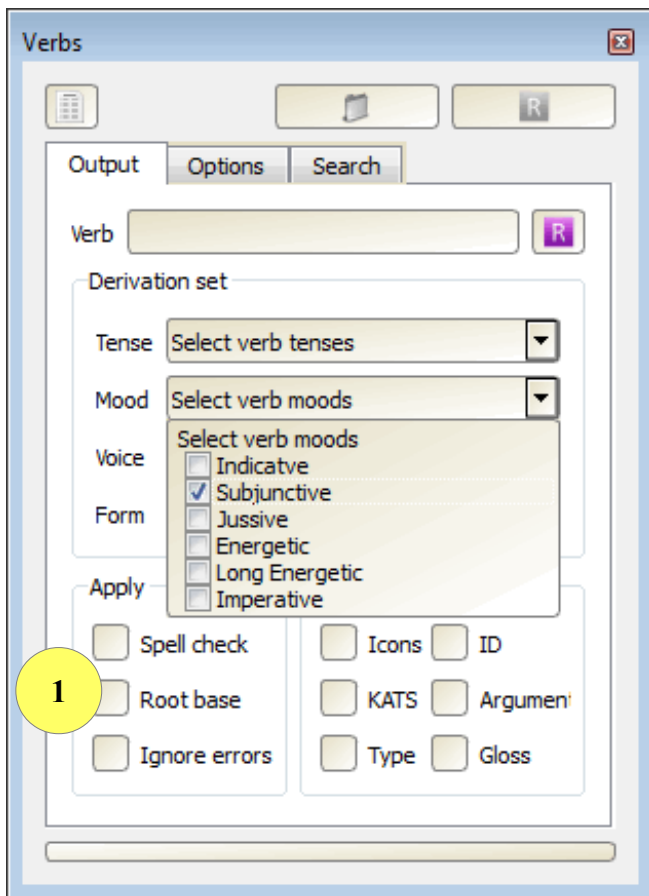 Verbs
R
Output Options Search
Verb R
Derivation set
Tense Select verb tenses
Mood Select verb moods
Select verb moods
Voice
Indicatve
Subjunctive
Form
Jussive
Energetic
Long Energetic
Apply
Imperative
Spell check Icons ID
1 Root base KATS Argument
Ignore errors Type Gloss